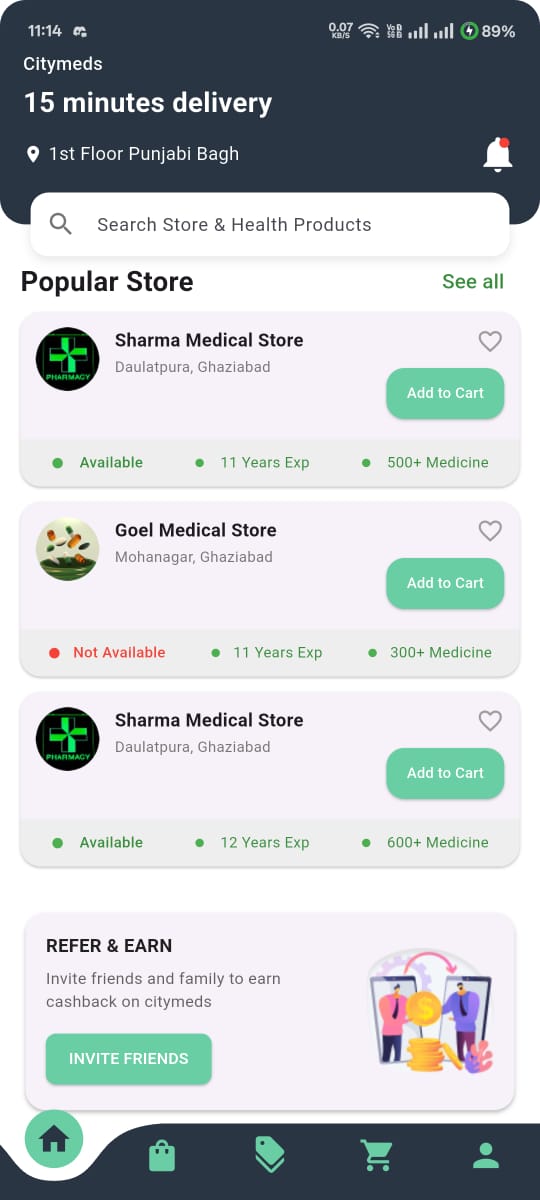 11:14
0.07 KB/S
Vo 5G
89%
Citymeds
15 minutes delivery
1st Floor Punjabi Bagh
Search Store & Health Products
Popular Store
See all
Sharma Medical Store
Daulatpura, Ghaziabad
PHARMACY
Add to Cart
Available
11 Years Exp
500+ Medicine
Goel Medical Store
Mohanagar, Ghaziabad
Add to Cart
Not Available
11 Years Exp
300+ Medicine
Sharma Medical Store
Daulatpura, Ghaziabad
PHARMACY
Add to Cart
Available
12 Years Exp
600+ Medicine
REFER & EARN
Invite friends and family to earn
cashback on citymeds
INVITE FRIENDS